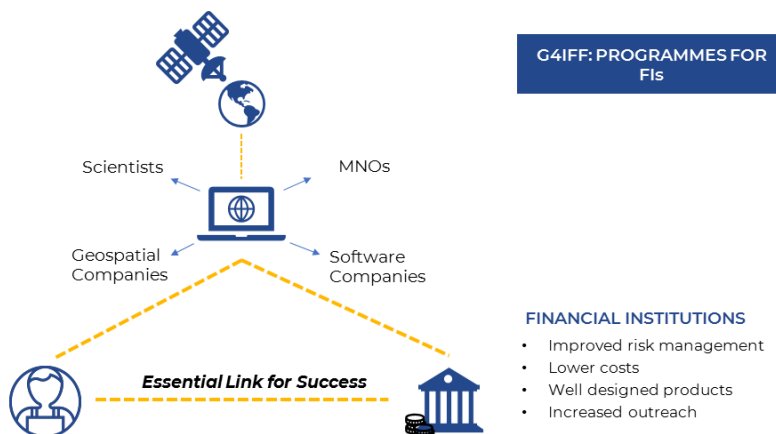 G4IFF: PROGRAMMES FOR
FIs
Scientists
MNOs
Geospatial
Companies
Software
Companies
Essential Link for Success
FINANCIAL INSTITUTIONS
• Improved risk management
• Lower costs
• Well designed products
• Increased outreach